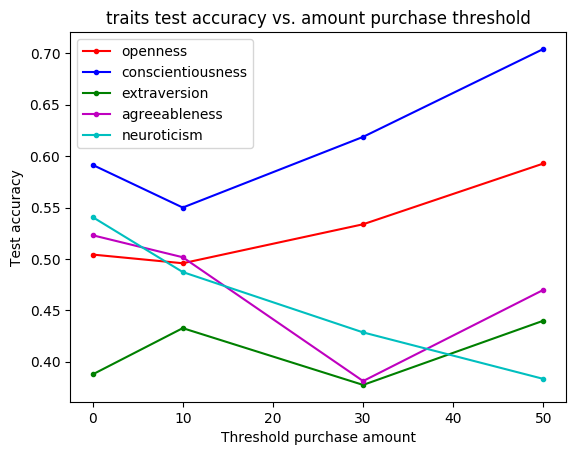 traits test accuracy vs. amount purchase threshold
openness
conscientiousness
extraversion
agreeableness
neuroticism
Test accuracy
0.70
0.65
0.60
0.55
0.50
0.45
0.40
0 10 20 30 40 50
Threshold purchase amount